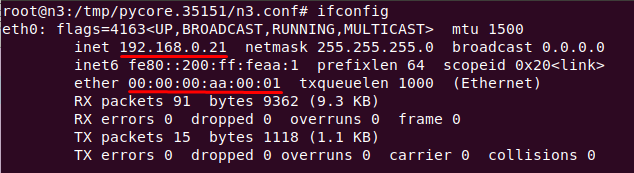 root@n3:/tmp/pycore.35151/n3.conf# ifconfig
eth0: flags=4163<UP,BROADCAST,RUNNING,MULTICAST>  mtu 1500
        inet 192.168.0.21  netmask 255.255.255.0  broadcast 0.0.0.0
        inet6 fe80::200:ff:feaa:1  prefixlen 64  scopeid 0x20<link>
        ether 00:00:00:aa:00:01  txqueuelen 1000  (Ethernet)
        RX packets 91  bytes 9362 (9.3 KB)
        RX errors 0  dropped 0  overruns 0  frame 0
        TX packets 15  bytes 1118 (1.1 KB)
        TX errors 0  dropped 0 overruns 0  carrier 0  collisions 0